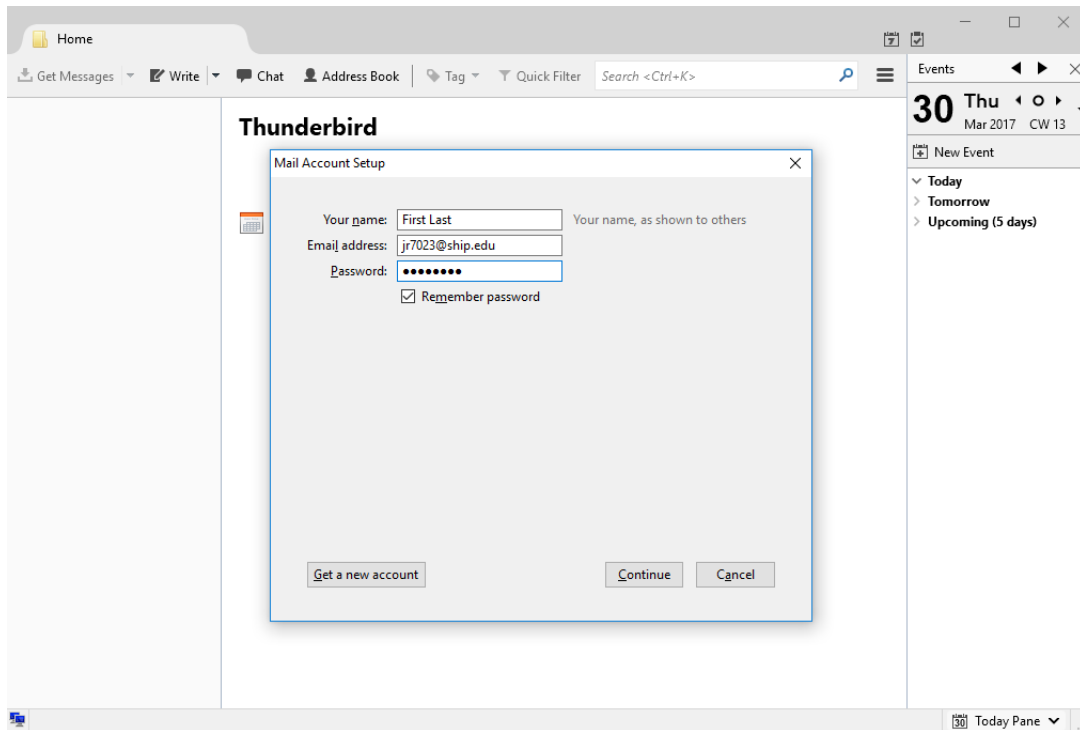 Home
7
Get Messages Write Chat Address Book Tag Quick Filter Search <Ctrl+K>
Events
30 Thu
Mar 2017 CW 13
New Event
Today
Tomorrow
Upcoming (5 days)
Thunderbird
Mail Account Setup
Your name: First Last Your name, as shown to others
Email address: jr7023@ship.edu
Password: ••••••••
Remember password
Get a new account Continue Cancel
30 Today Pane